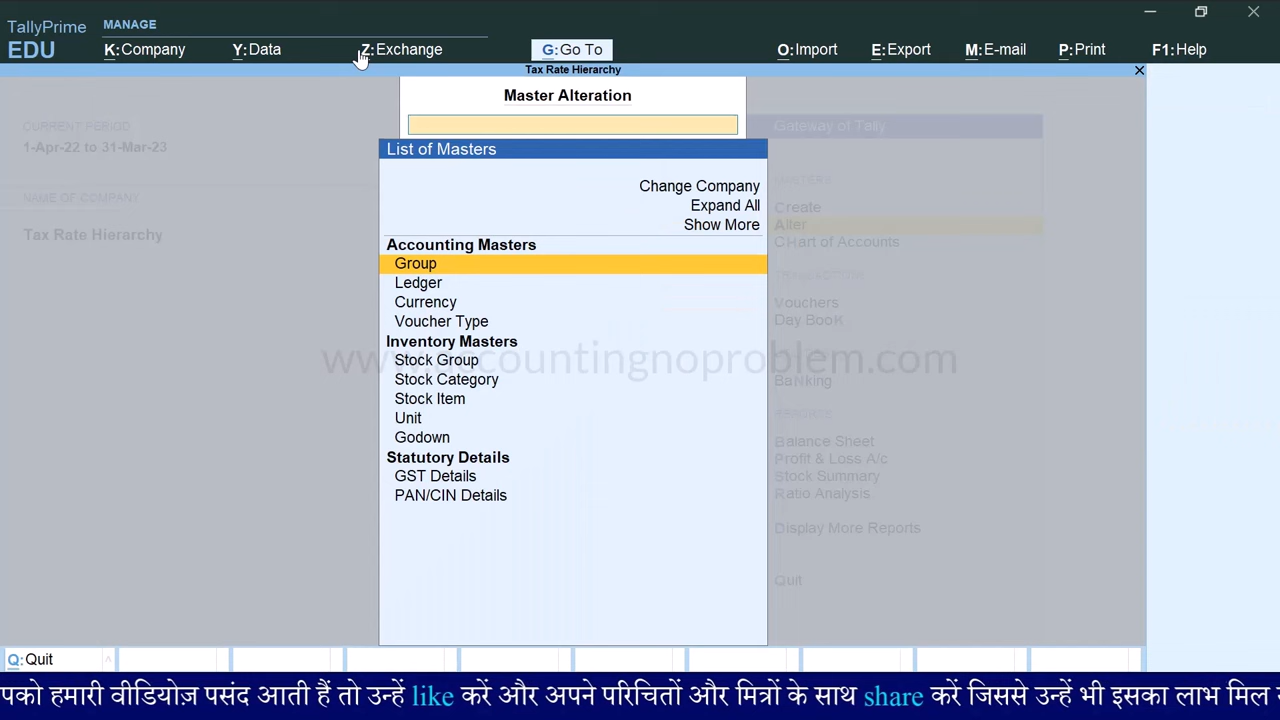 TallyPrime
EDU
MANAGE
K:Company
Y:Data
Z:Exchange
G:Go To
O:Import
E:Export
M:E-mail
P:Print
F1:Help
Tax Rate Hierarchy
Master Alteration
List of Masters
Change Company
Expand All
Show More
Accounting Masters
Group
Ledger
Currency
Voucher Type
Inventory Masters
Stock Group
Stock Category
Stock Item
Unit
Godown
Statutory Details
GST Details
PAN/CIN Details
CURRENT PERIOD
1-Apr-22 to 31-Mar-23
NAME OF COMPANY
Tax Rate Hierarchy
Gateway of Tally
MASTERS
Create
Alter
CHart of Accounts
TRANSACTIONS
Vouchers
Day BooK
BaNking
REPORTS
Balance Sheet
Profit & Loss A/c
Stock Summary
Ratio Analysis
Display More Reports
Quit
www.accountingnoproblem.com
Q:Quit
पको हमारी वीडियोज़ पसंद आती हैं तो उन्हें like करें और अपने परिचितों और मित्रों के साथ share करें जिससे उन्हें भी इसका लाभ मिल